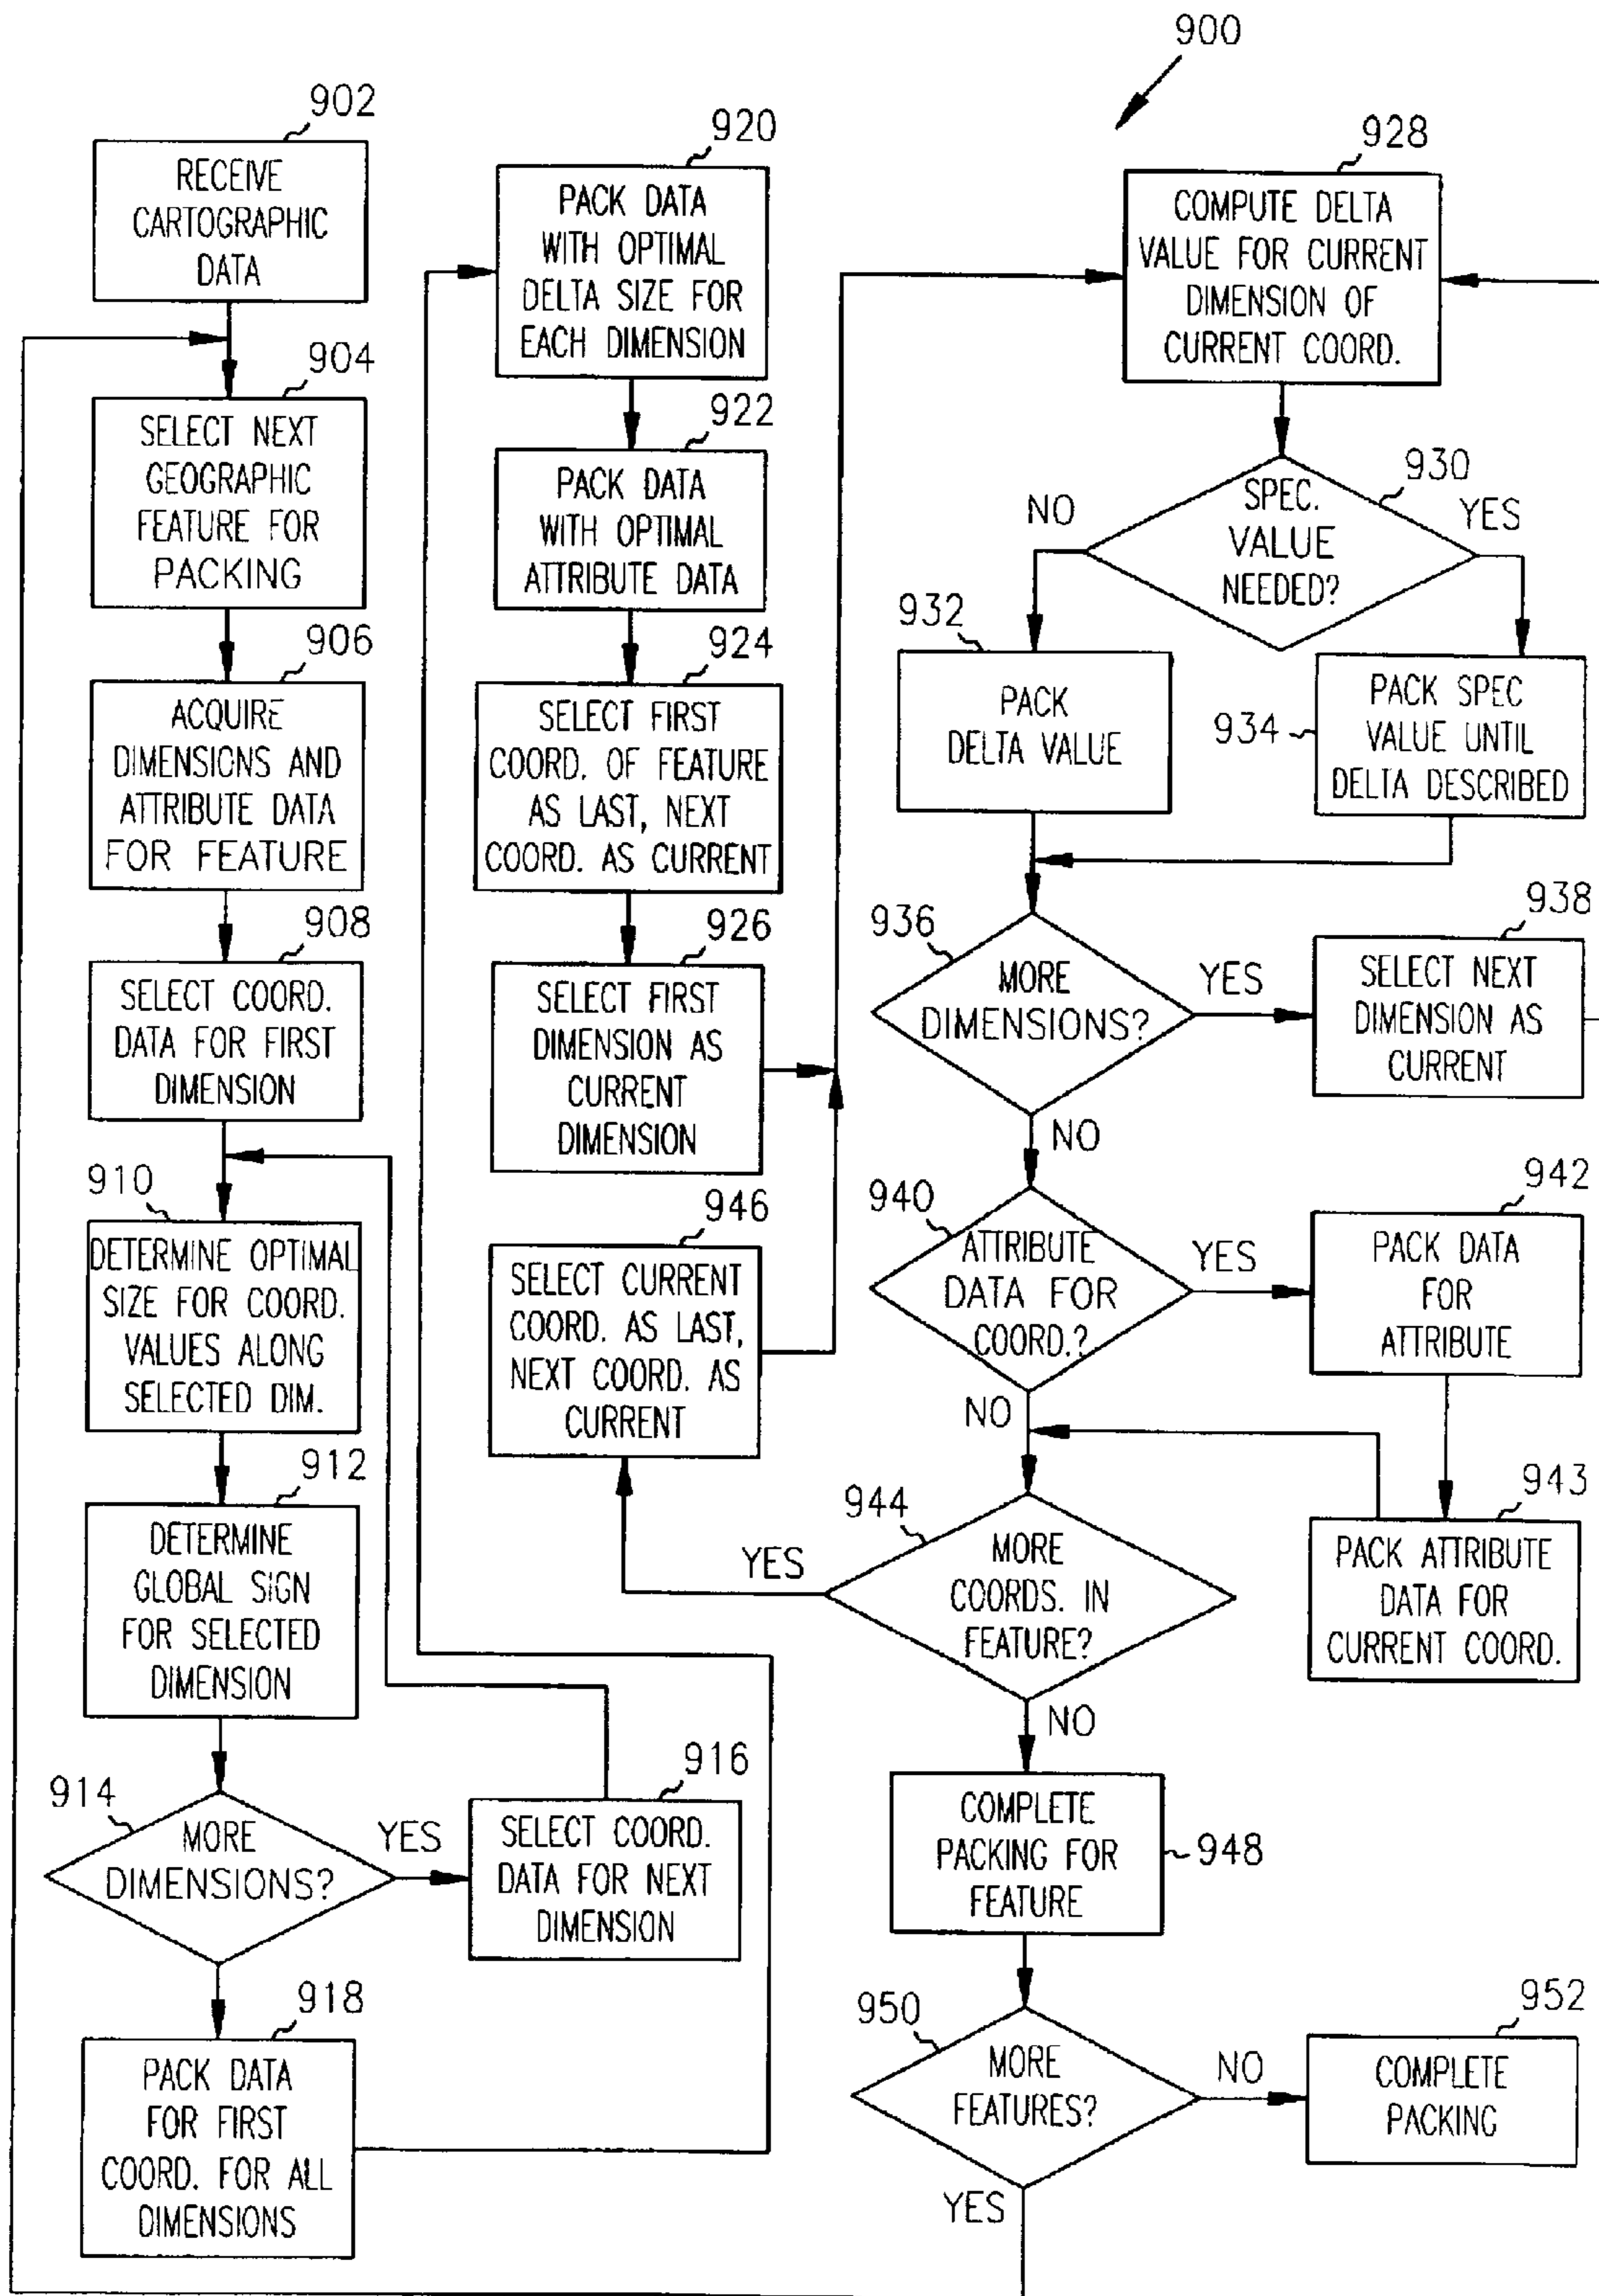 900
902
RECEIVE
CARTOGRAPHIC
DATA
904
SELECT NEXT
GEOGRAPHIC
FEATURE FOR
PACKING
906
ACQUIRE
DIMENSIONS AND
ATTRIBUTE DATA
FOR FEATURE
908
SELECT COORD.
DATA FOR FIRST
DIMENSION
910
DETERMINE OPTIMAL
SIZE FOR COORD.
VALUES ALONG
SELECTED DIM.
912
DETERMINE
GLOBAL SIGN
FOR SELECTED
DIMENSION
914
MORE
DIMENSIONS?
YES
916
SELECT COORD.
DATA FOR NEXT
DIMENSION
918
PACK DATA
FOR FIRST
COORD. FOR ALL
DIMENSIONS
920
PACK DATA
WITH OPTIMAL
DELTA SIZE FOR
EACH DIMENSION
922
PACK DATA
WITH OPTIMAL
ATTRIBUTE DATA
924
SELECT FIRST
COORD. OF FEATURE
AS LAST, NEXT
COORD. AS CURRENT
926
SELECT FIRST
DIMENSION AS
CURRENT
DIMENSION
946
SELECT CURRENT
COORD. AS LAST,
NEXT COORD. AS
CURRENT
928
COMPUTE DELTA
VALUE FOR CURRENT
DIMENSION OF
CURRENT COORD.
930
SPEC.
VALUE
NEEDED?
NO
YES
932
PACK
DELTA VALUE
934
PACK SPEC
VALUE UNTIL
DELTA DESCRIBED
936
MORE
DIMENSIONS?
YES
NO
938
SELECT NEXT
DIMENSION AS
CURRENT
940
ATTRIBUTE
DATA FOR
COORD.?
YES
NO
942
PACK DATA
FOR
ATTRIBUTE
943
PACK ATTRIBUTE
DATA FOR
CURRENT COORD.
944
MORE
COORDS. IN
FEATURE?
YES
NO
948
COMPLETE
PACKING FOR
FEATURE
950
MORE
FEATURES?
NO
YES
952
COMPLETE
PACKING